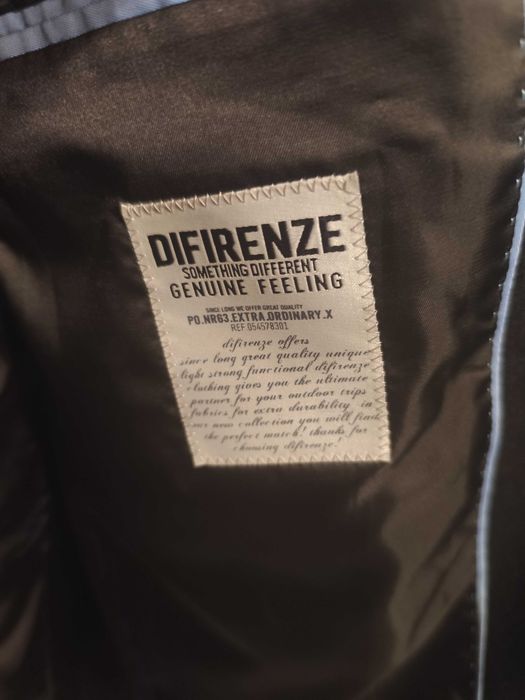 DIFIRENZE
SOMETHING DIFFERENT
GENUINE FEELING
SINCE LONG WE OFFER GREAT QUALITY
PO.NR63.EXTRA.ORDINARY.X
REF 054578301
difirenze offers
since long great quality unique
light strong functional difirenze
clothing gives you the ultimate
partner for your outdoor trips
fabrics for extra durability in
our new collection you will find
the perfect match! thanks for
choosing difirenze!